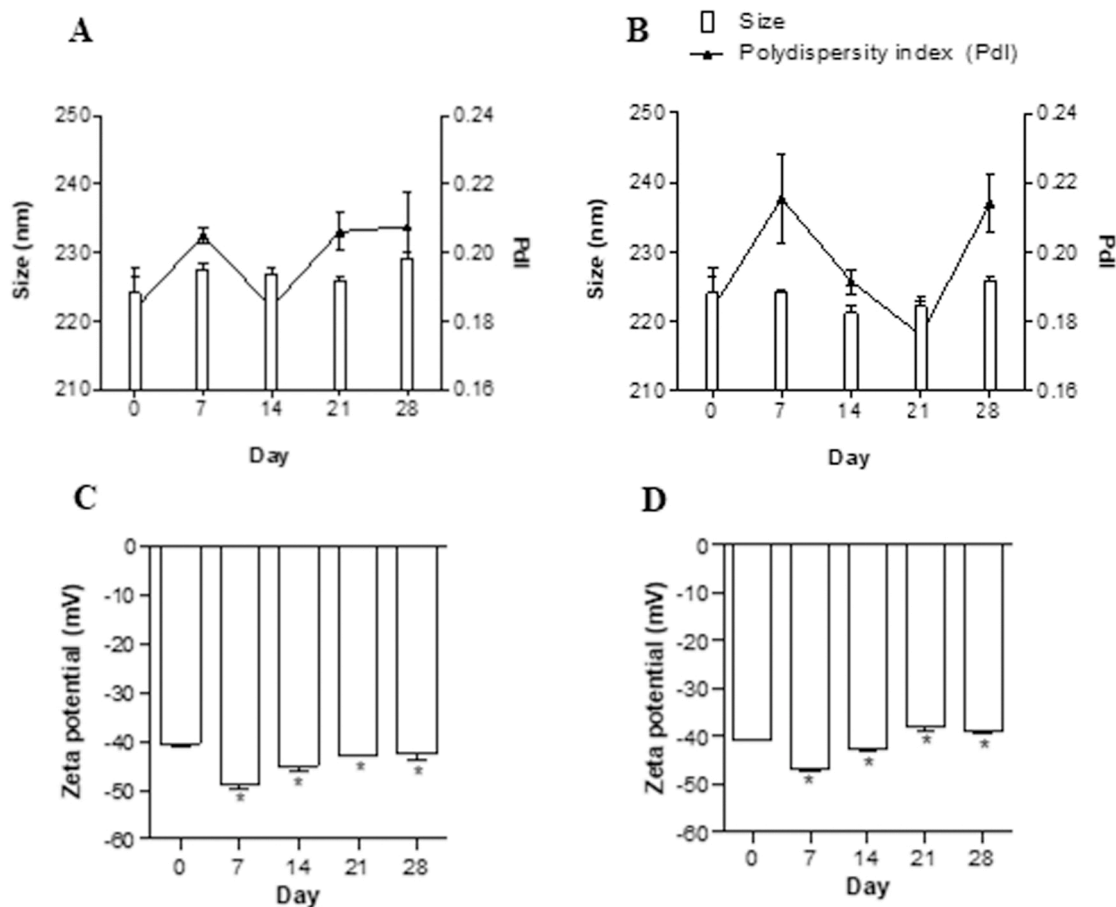 A
B
Size
Polydispersity index (PdI)
250
240
230
220
210
Size (nm)
0.24
0.22
0.20
0.18
0.16
PdI
0 7 14 21 28
Day
250
240
230
220
210
Size (nm)
0.24
0.22
0.20
0.18
0.16
PdI
0 7 14 21 28
Day
C
D
0
-10
-20
-30
-40
-50
-60
Zeta potential (mV)
* * * *
0 7 14 21 28
Day
0
-10
-20
-30
-40
-50
-60
Zeta potential (mV)
* * * *
0 7 14 21 28
Day